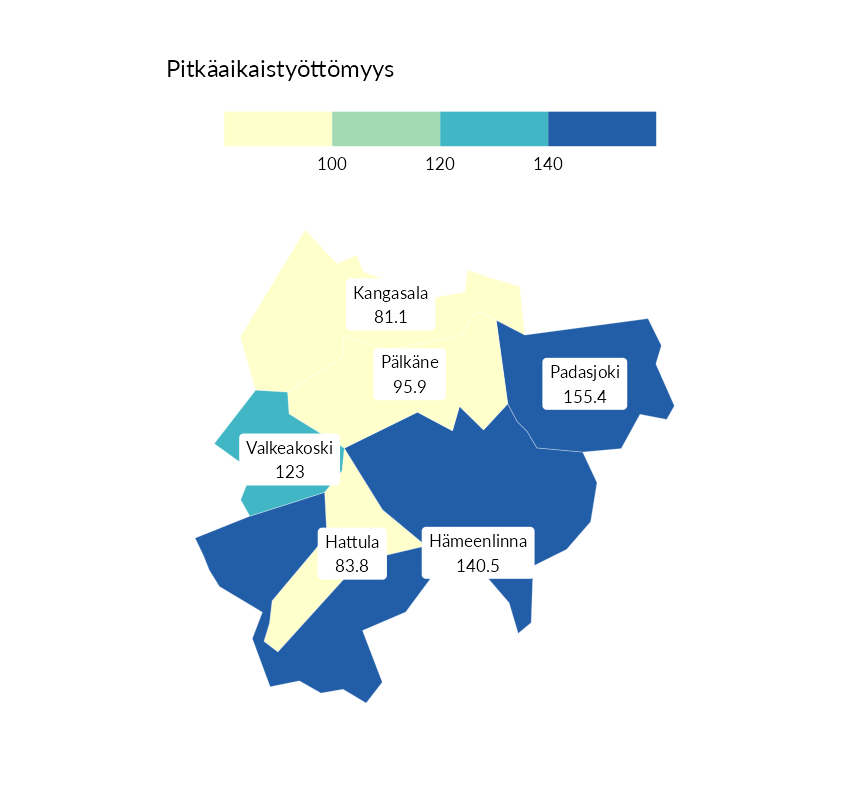 Pitkäaikaistyöttömyys
100
120
140
Kangasala
81.1
Pälkäne
95.9
Padasjoki
155.4
Valkeakoski
123
Hattula
83.8
Hämeenlinna
140.5